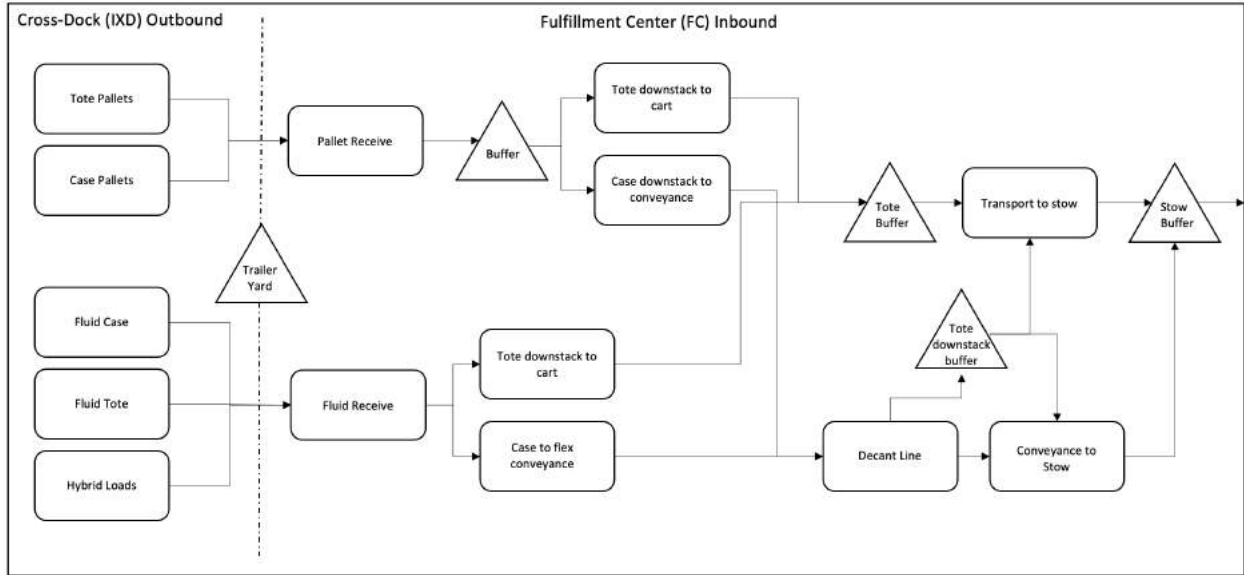 Cross-Dock (IXD) Outbound
Fulfillment Center (FC) Inbound
Tote Pallets
Case Pallets
Pallet Receive
Buffer
Tote downstack to
cart
Case downstack to
conveyance
Tote
Buffer
Transport to stow
Stow
Buffer
Trailer
Yard
Fluid Case
Fluid Tote
Hybrid Loads
Fluid Receive
Tote downstack to
cart
Case to flex
conveyance
Tote
downstack
buffer
Decant Line
Conveyance to
Stow